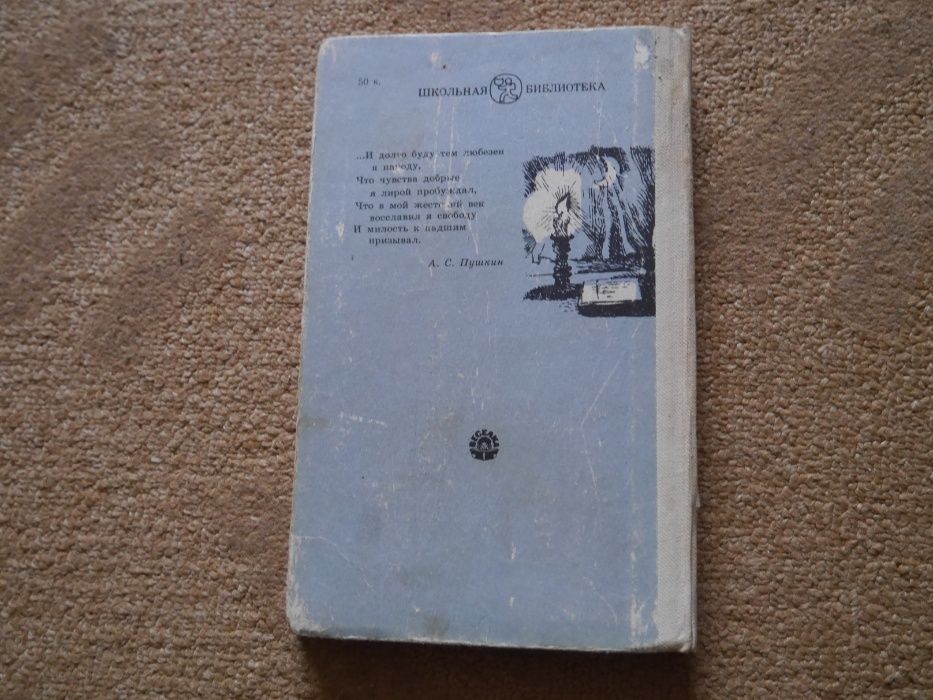 50 к.
ШКОЛЬНАЯ БИБЛИОТЕКА
...И долго буду тем любезен
я народу,
Что чувства добрые
я лирой пробуждал,
Что в мой жестокий век
восславил я свободу
И милость к падшим
призывал.
А. С. Пушкин
ВЕСЕЛКА